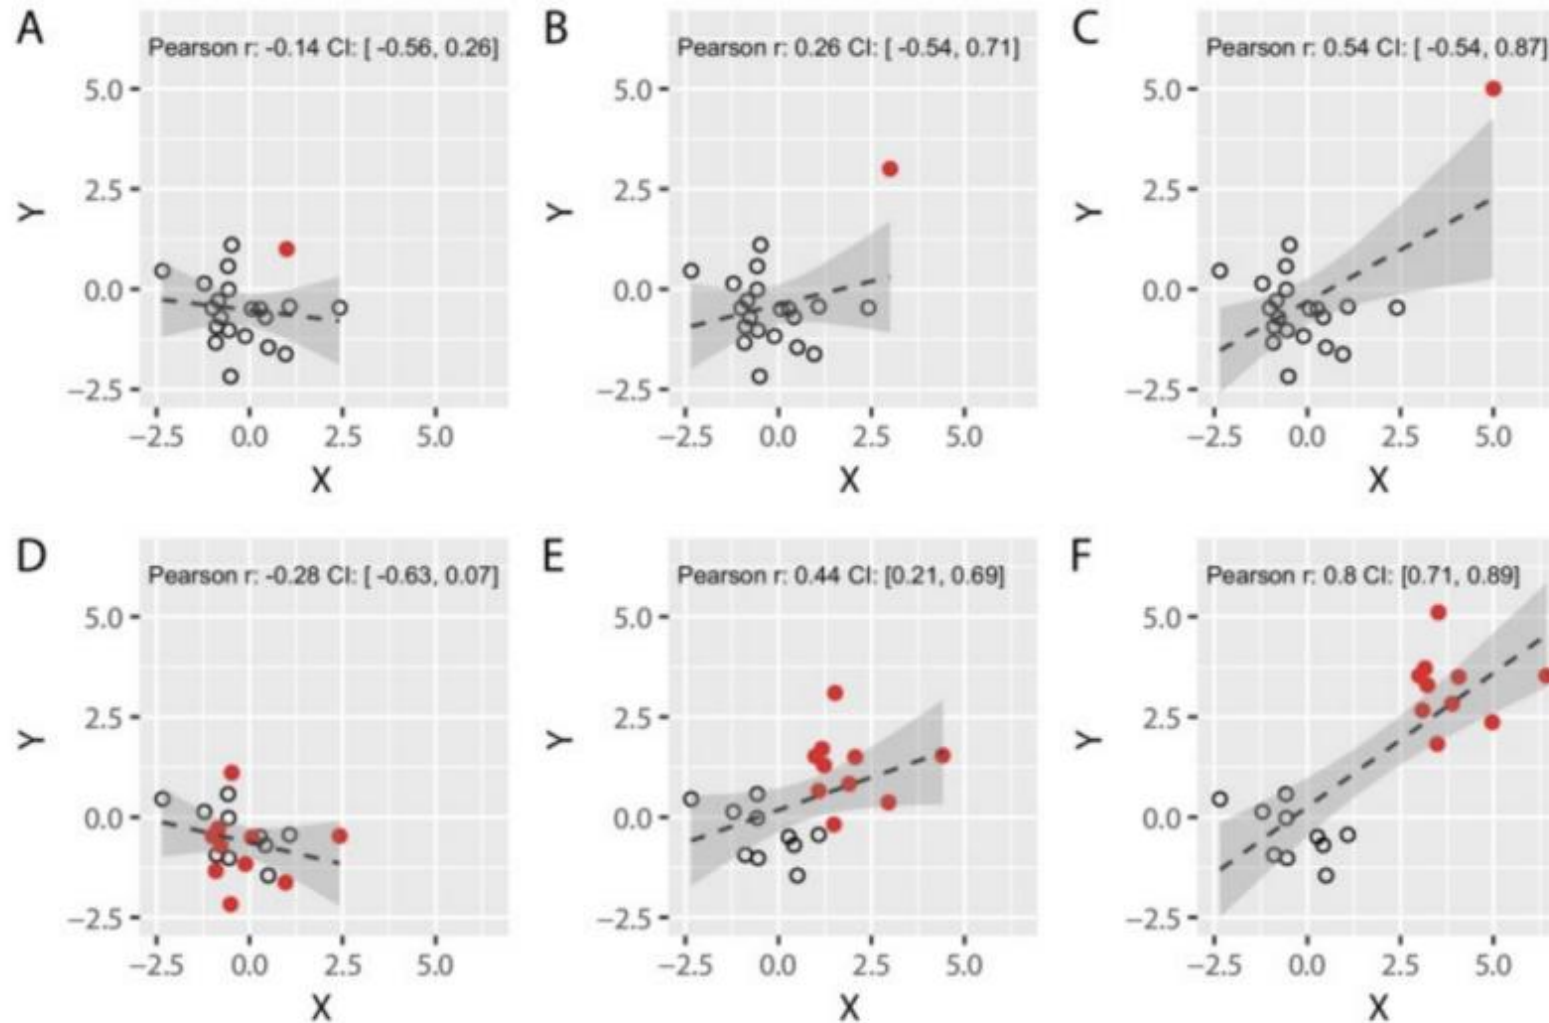 A
Pearson r: -0.14 CI: [ -0.56, 0.26]
5.0
2.5
0.0
−2.5
Y
−2.5 0.0 2.5 5.0
X
B
Pearson r: 0.26 CI: [ -0.54, 0.71]
5.0
2.5
0.0
−2.5
Y
−2.5 0.0 2.5 5.0
X
C
Pearson r: 0.54 CI: [ -0.54, 0.87]
5.0
2.5
0.0
−2.5
Y
−2.5 0.0 2.5 5.0
X
D
Pearson r: -0.28 CI: [ -0.63, 0.07]
5.0
2.5
0.0
−2.5
Y
−2.5 0.0 2.5 5.0
X
E
Pearson r: 0.44 CI: [0.21, 0.69]
5.0
2.5
0.0
−2.5
Y
−2.5 0.0 2.5 5.0
X
F
Pearson r: 0.8 CI: [0.71, 0.89]
5.0
2.5
0.0
−2.5
Y
−2.5 0.0 2.5 5.0
X